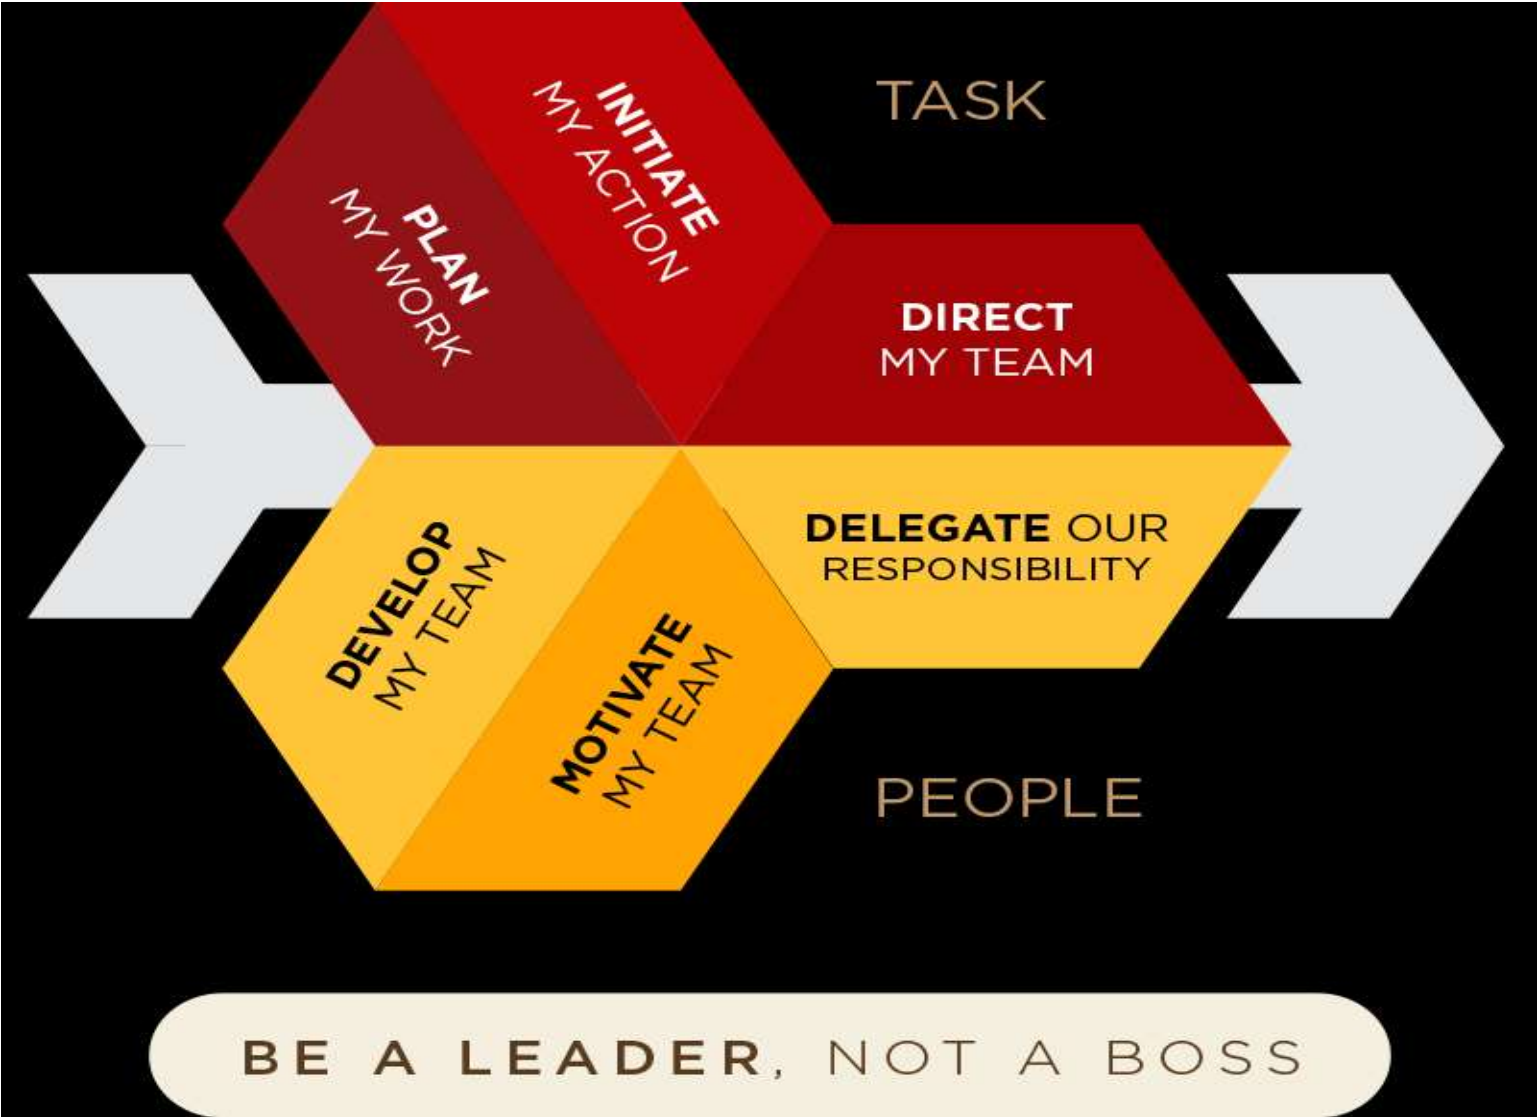 TASK
INITIATE
MY ACTION
PLAN
MY WORK
DIRECT
MY TEAM
DELEGATE OUR
RESPONSIBILITY
DEVELOP
MY TEAM
MOTIVATE
MY TEAM
PEOPLE
BE A LEADER, NOT A BOSS